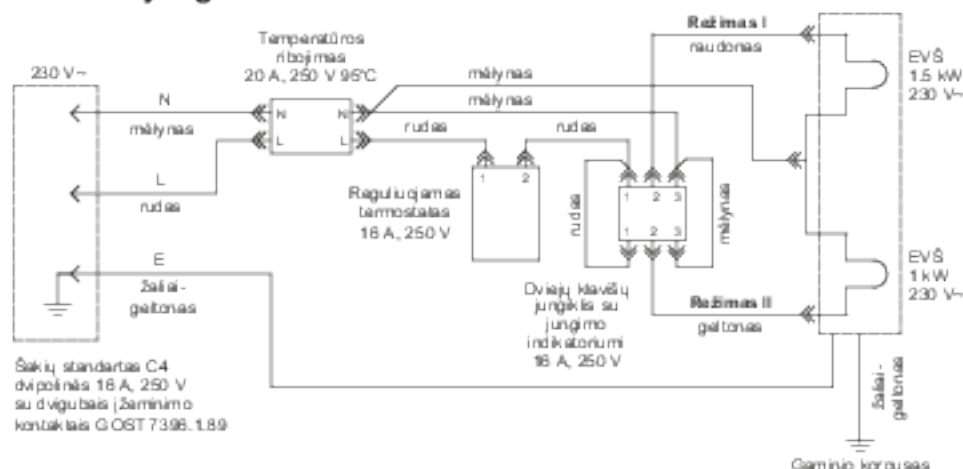 Temperatūros
ribojimas
20 A, 250 V 95°C
230 V~
N
mėlynas
L
rudas
E
žaliai-
geltonas
N
N
L
L
mėlynas
mėlynas
rudas
rudas
1
2
Reguliuojamas
termostatas
16 A, 250 V
Režimas I
raudonas
rudas
1 2 3
1 2 3
mėlynas
Dviejų klavišų
jungiklis su
jungimo
indikatoriumi
16 A, 250 V
Režimas II
geltonas
EVŠ
1.5 kW
230 V~
EVŠ
1 kW
230 V~
žaliai-
geltonas
Šakių standartas C4
dvipolinės 16 A, 250 V
su dvigubais įžeminimo
kontaktais GOST 7396.1.89
Gaminio korpusas